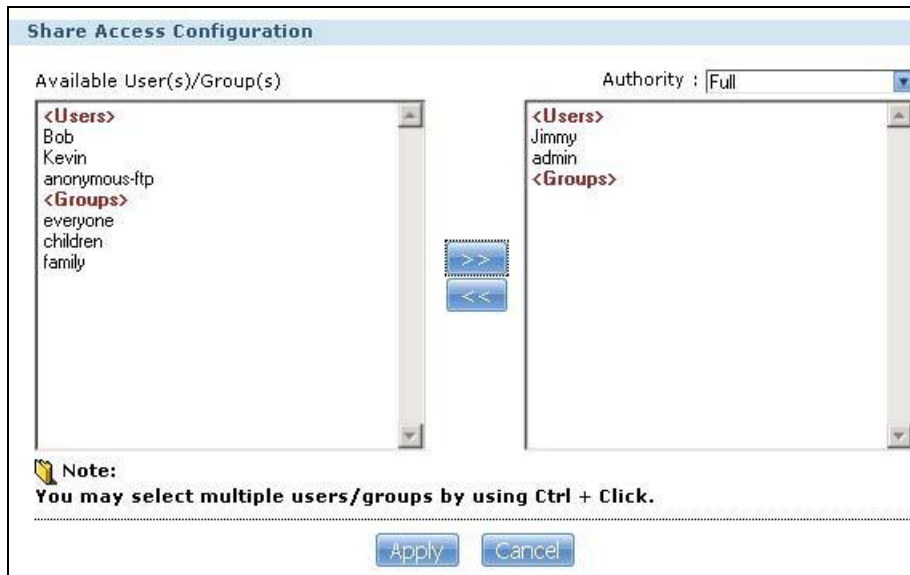 Share Access Configuration
Available User(s)/Group(s)
Authority : Full
<Users>
Bob
Kevin
anonymous-ftp
<Groups>
everyone
children
family
>>
<<
<Users>
Jimmy
admin
<Groups>
Note:
You may select multiple users/groups by using Ctrl + Click.
Apply
Cancel